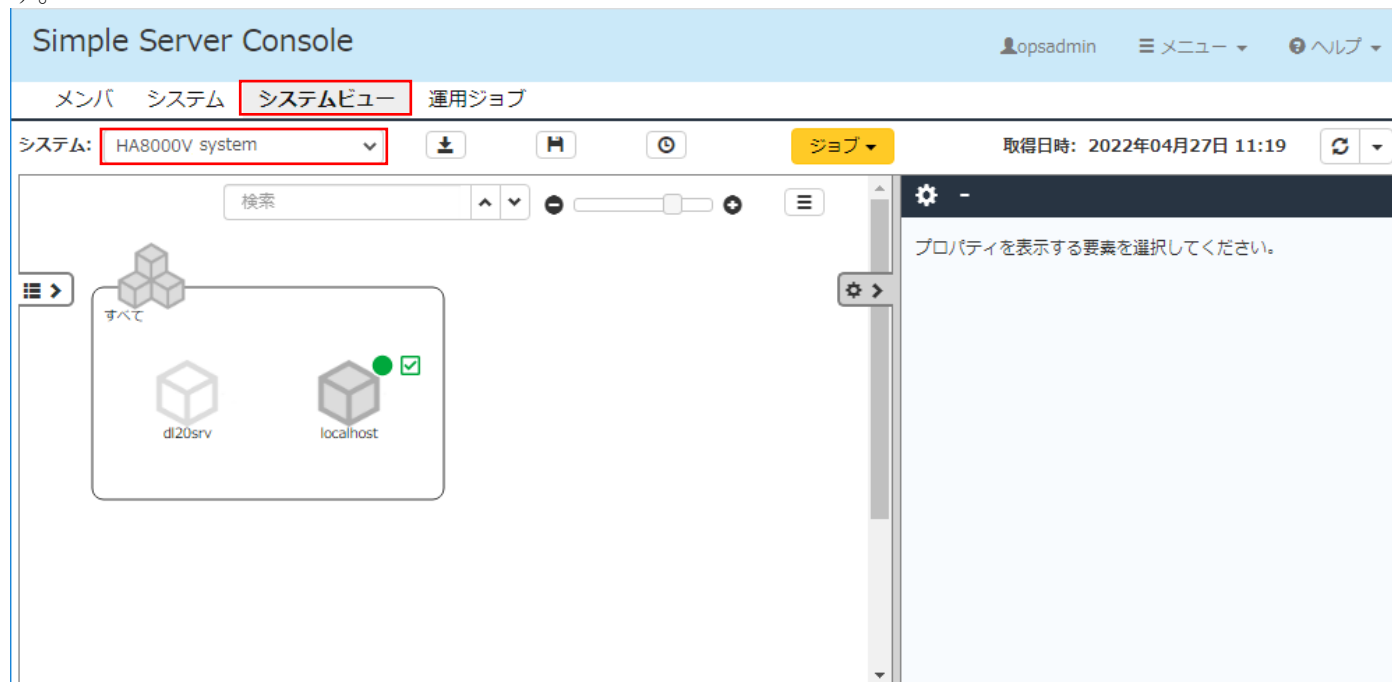 す。
Simple Server Console
opsadmin メニュー ヘルプ
メンバ システム システムビュー 運用ジョブ
システム: HA8000V system ジョブ 取得日時: 2022年04月27日 11:19
検索
-
プロパティを表示する要素を選択してください。
すべて
dl20srv localhost